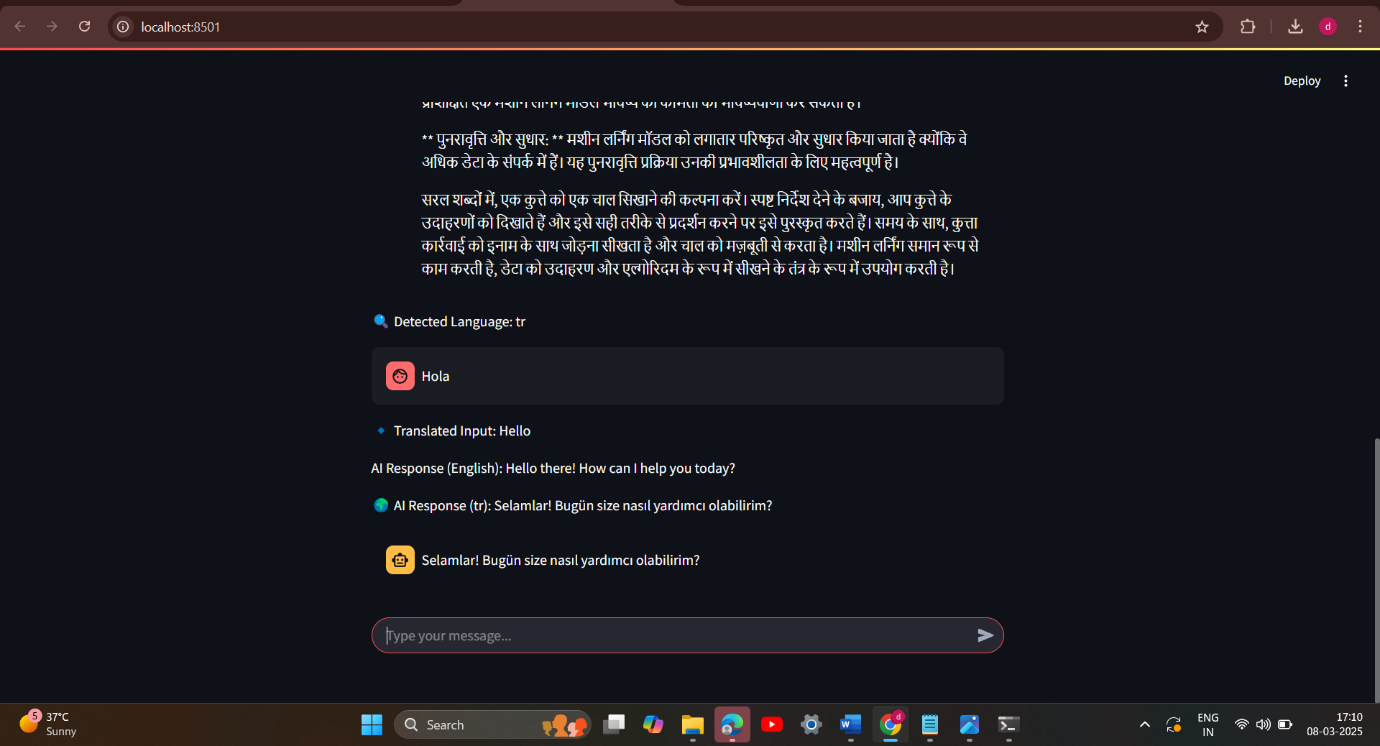 localhost:8501
d
Deploy
** पुनरावृत्ति और सुधार: ** मशीन लर्निंग मॉडल को लगातार परिष्कृत और सुधार किया जाता है क्योंकि वे
अधिक डेटा के संपर्क में हैं। यह पुनरावृत्ति प्रक्रिया उनकी प्रभावशीलता के लिए महत्वपूर्ण है।
सरल शब्दों में, एक कुत्ते को एक चाल सिखाने की कल्पना करें। स्पष्ट निर्देश देने के बजाय, आप कुत्ते के
उदाहरणों को दिखाते हैं और इसे सही तरीके से प्रदर्शन करने पर इसे पुरस्कृत करते हैं। समय के साथ, कुत्ता
कार्रवाई को इनाम के साथ जोड़ना सीखता है और चाल को मज़बूती से करता है। मशीन लर्निंग समान रूप से
काम करती है, डेटा को उदाहरण और एल्गोरिदम के रूप में सीखने के तंत्र के रूप में उपयोग करती है।
Detected Language: tr
Hola
Translated Input: Hello
AI Response (English): Hello there! How can I help you today?
AI Response (tr): Selamlar! Bugün size nasıl yardımcı olabilirim?
Selamlar! Bugün size nasıl yardımcı olabilirim?
Type your message...
5
37°C
Sunny
Search
W
d
ENG
IN
17:10
08-03-2025